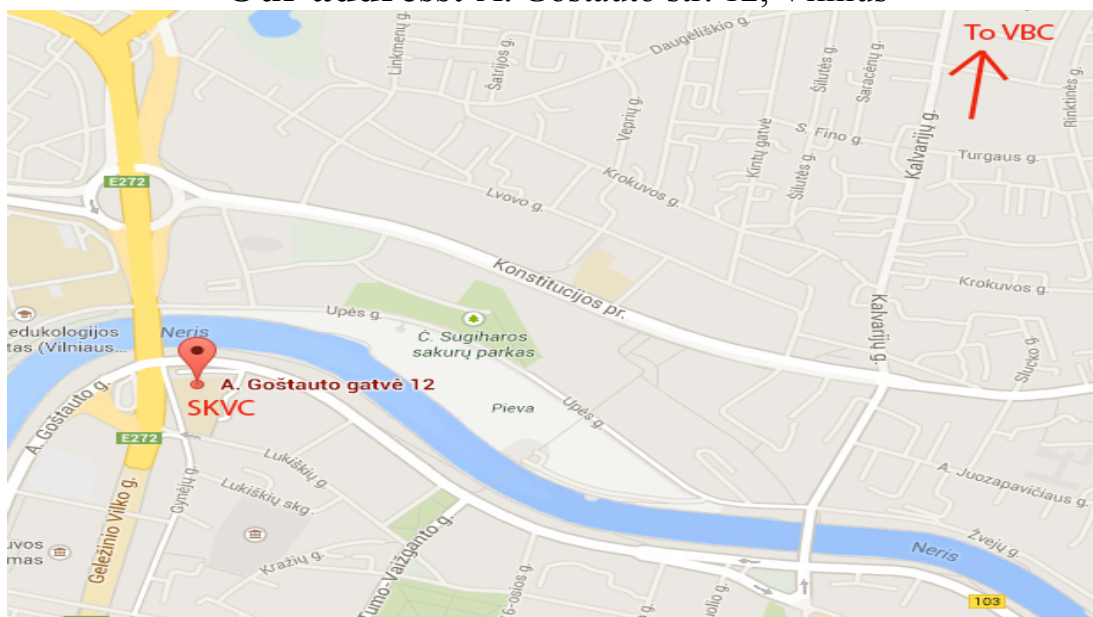 To VBC
Linkmenų g.
Šatrijos g.
Daugėliškio g.
Šilutės g.
Saracėnų g.
Rinktinės g.
Veprių g.
Kintų gatvė
S. Fino g.
Šilutės g.
Kalvarijų g.
Turgaus g.
E272
Lvovo g.
Krokuvos g.
Konstitucijos pr.
Krokuvos g.
Upės g.
edukologijos
tas (Vilniaus...
Neris
Č. Sugiharos
sakurų parkas
Kalvarijų g.
Slucko g.
A. Goštauto gatvė 12
SKVC
Pieva
Upės g.
A. Goštauto g.
E272
Lukiškių g.
Lukiškių skg.
Gynėjų g.
A. Juozapavičiaus g.
Geležinio Vilko g.
Kražių g.
Tumo-Vaižganto g.
6-osios g.
Neris
Žvejų g.
103